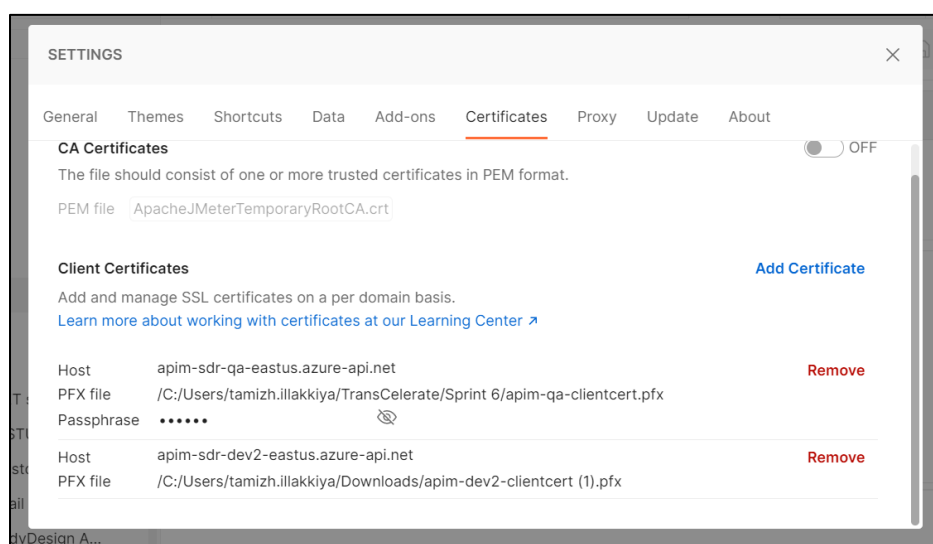 SETTINGS
General Themes Shortcuts Data Add-ons Certificates Proxy Update About
CA Certificates OFF
The file should consist of one or more trusted certificates in PEM format.
PEM file ApacheJMeterTemporaryRootCA.crt
Client Certificates Add Certificate
Add and manage SSL certificates on a per domain basis.
Learn more about working with certificates at our Learning Center ↗
Host apim-sdr-qa-eastus.azure-api.net Remove
PFX file /C:/Users/tamizh.illakkiya/TransCelerate/Sprint 6/apim-qa-clientcert.pfx
Passphrase ••••••
Host apim-sdr-dev2-eastus.azure-api.net Remove
PFX file /C:/Users/tamizh.illakkiya/Downloads/apim-dev2-clientcert (1).pfx